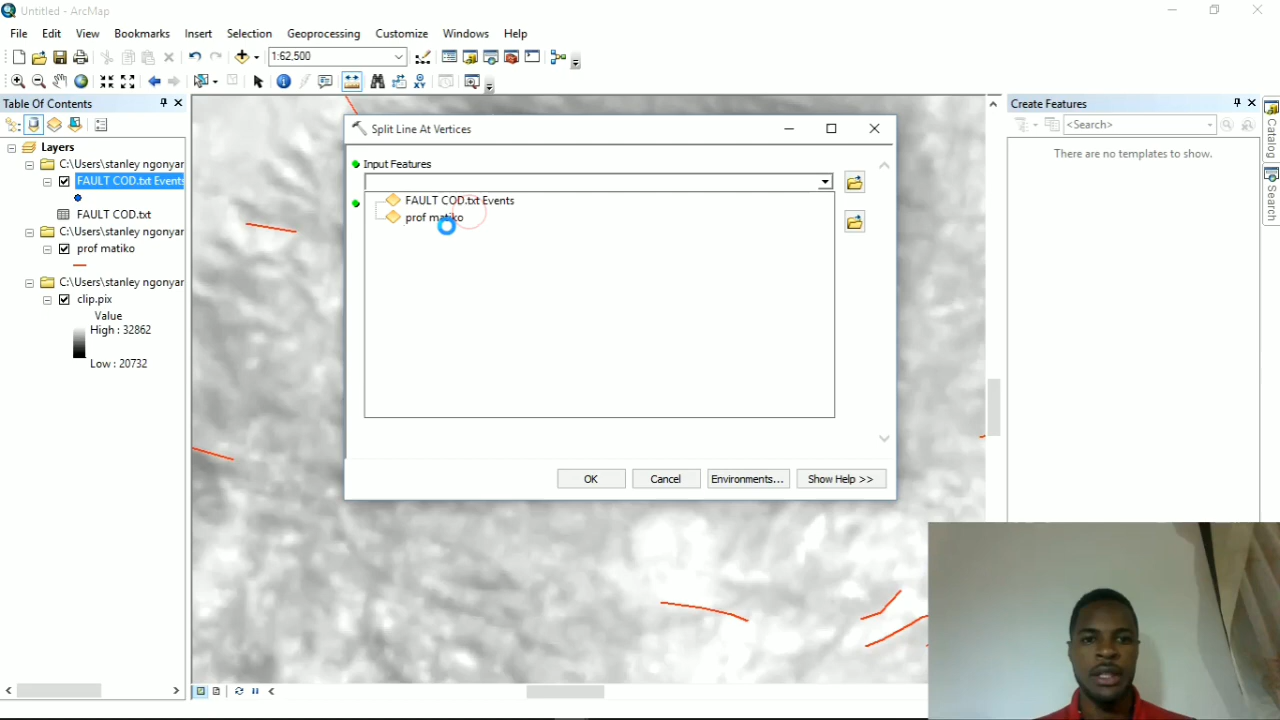 Untitled - ArcMap
File Edit View Bookmarks Insert Selection Geoprocessing Customize Windows Help
1:62,500
Table Of Contents
Layers
C:\Users\stanley ngonyar
FAULT COD.txt Events
FAULT COD.txt
C:\Users\stanley ngonyar
prof matiko
C:\Users\stanley ngonyar
clip.pix
Value
High : 32862
Low : 20732
Split Line At Vertices
Input Features
FAULT COD.txt Events
prof matiko
OK Cancel Environments... Show Help >>
Create Features
<Search>
There are no templates to show.
Catalog
Search